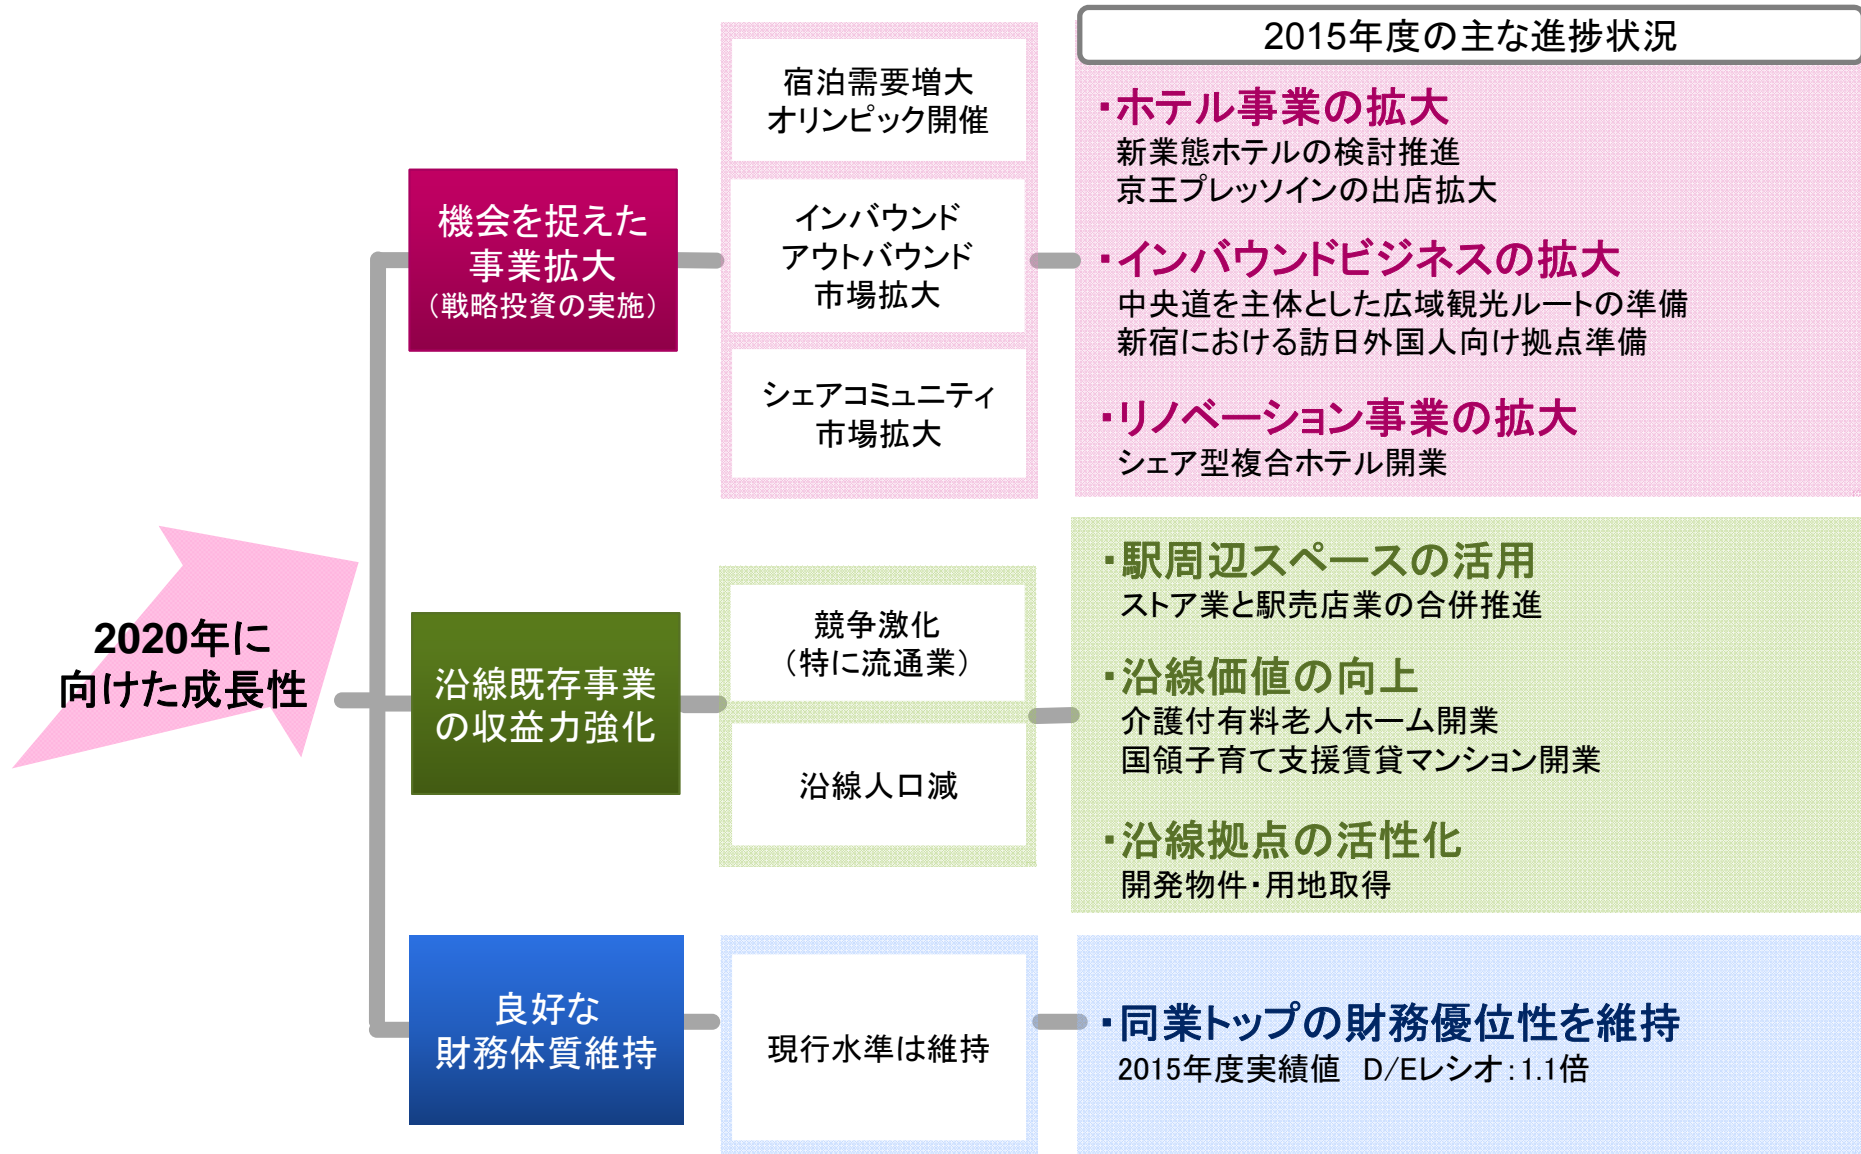 2020年に
向けた成長性
機会を捉えた
事業拡大
（戦略投資の実施）
宿泊需要増大
オリンピック開催
インバウンド
アウトバウンド
市場拡大
シェアコミュニティ
市場拡大
2015年度の主な進捗状況
・ホテル事業の拡大
新業態ホテルの検討推進
京王プレッソインの出店拡大
・インバウンドビジネスの拡大
中央道を主体とした広域観光ルートの準備
新宿における訪日外国人向け拠点準備
・リノベーション事業の拡大
シェア型複合ホテル開業
沿線既存事業
の収益力強化
競争激化
（特に流通業）
沿線人口減
・駅周辺スペースの活用
ストア業と駅売店業の合併推進
・沿線価値の向上
介護付有料老人ホーム開業
国領子育て支援賃貸マンション開業
・沿線拠点の活性化
開発物件・用地取得
良好な
財務体質維持
現行水準は維持
・同業トップの財務優位性を維持
2015年度実績値　D/Eレシオ：1.1倍